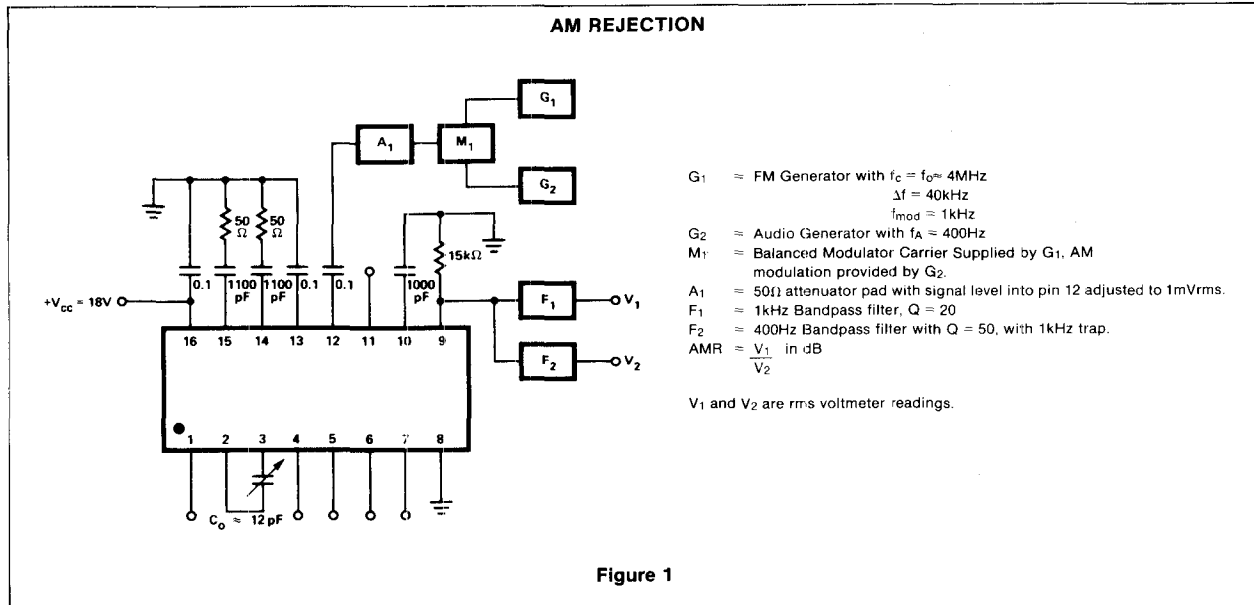 AM REJECTION
G1
A1
M1
G2
50
Ω
50
Ω
15kΩ
0.1
1100
pF
1100
pF
0.1
0.1
1000
pF
+Vcc = 18V
F1
V1
F2
V2
16 15 14 13 12 11 10 9
1 2 3 4 5 6 7 8
Co ≈ 12 pF
G1 = FM Generator with fc = fo≈ 4MHz
Δf = 40kHz
fmod = 1kHz
G2 = Audio Generator with fA = 400Hz
M1 = Balanced Modulator Carrier Supplied by G1, AM
modulation provided by G2.
A1 = 50Ω attenuator pad with signal level into pin 12 adjusted to 1mVrms.
F1 = 1kHz Bandpass filter, Q = 20
F2 = 400Hz Bandpass filter with Q = 50, with 1kHz trap.
AMR = V1 in dB
V2
V1 and V2 are rms voltmeter readings.
Figure 1